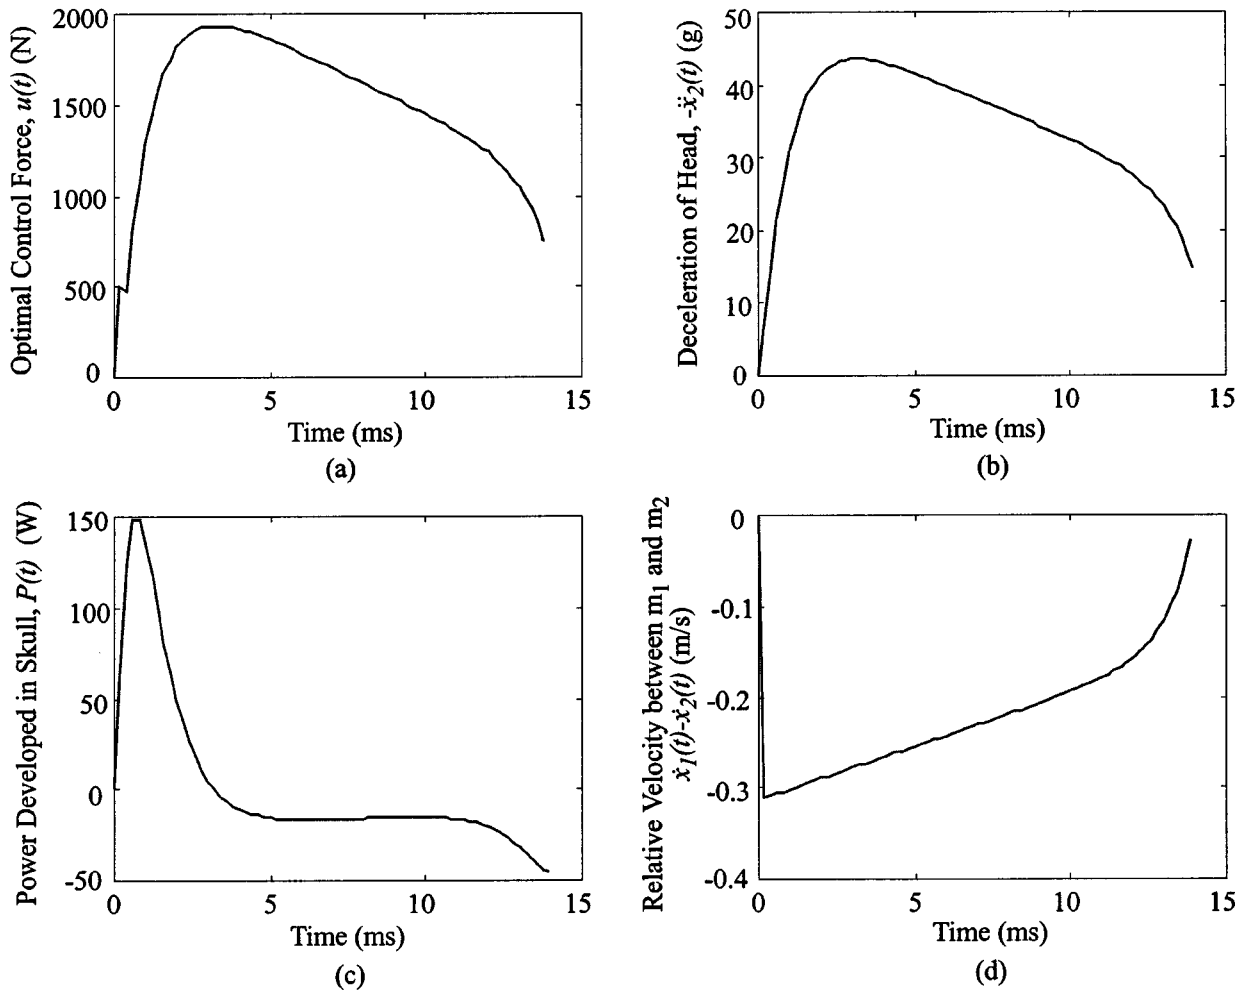 Optimal Control Force, u(t) (N)
2000
1500
1000
500
0
0 5 10 15
Time (ms)
(a)
Deceleration of Head, -ẍ₂(t) (g)
50
40
30
20
10
0
0 5 10 15
Time (ms)
(b)
Power Developed in Skull, P(t) (W)
150
100
50
0
-50
0 5 10 15
Time (ms)
(c)
Relative Velocity between m₁ and m₂
ẋ₁(t)-ẋ₂(t) (m/s)
0
-0.1
-0.2
-0.3
-0.4
0 5 10 15
Time (ms)
(d)